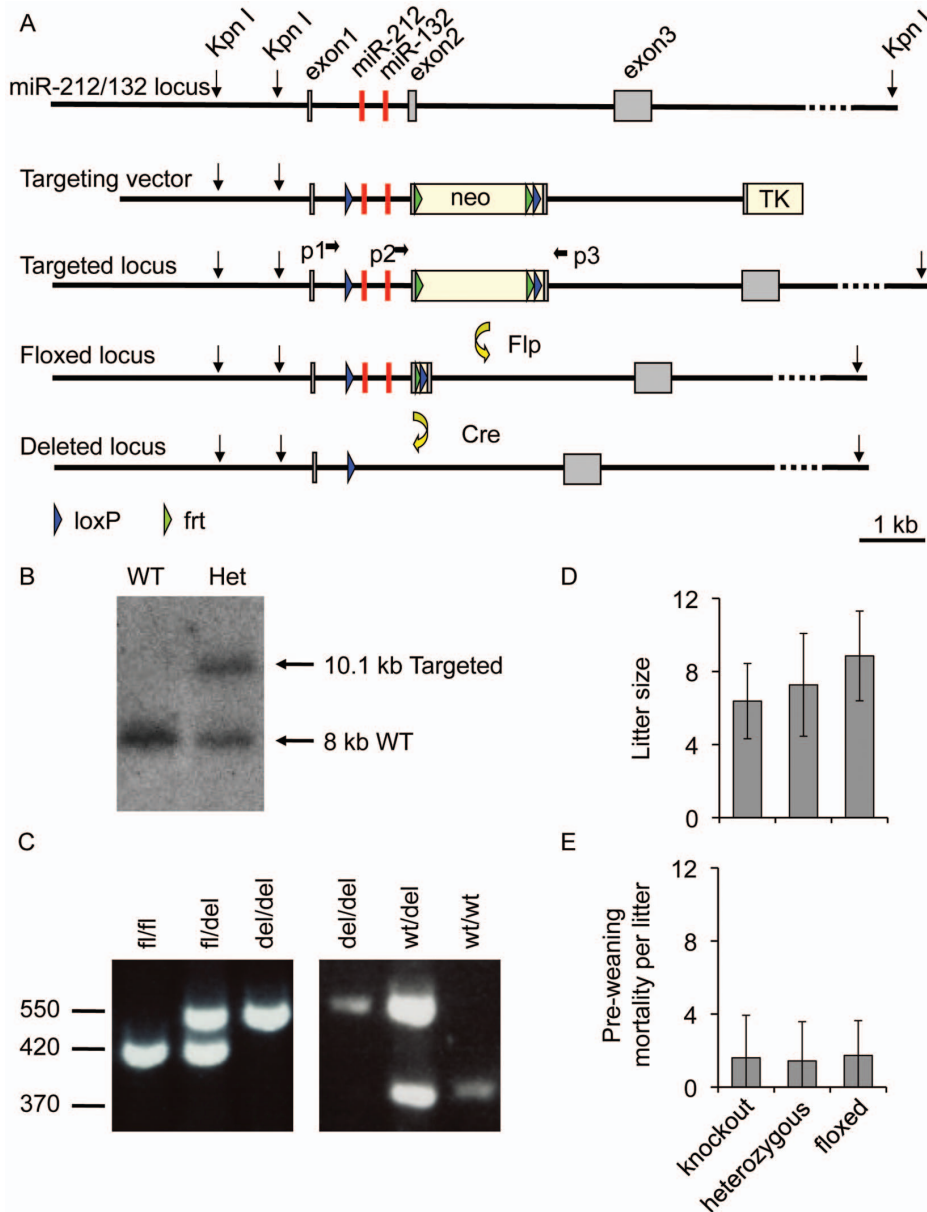 A
Kpn I
Kpn I
exon1
miR-212
miR-132
exon2
exon3
Kpn I
miR-212/132 locus
Targeting vector
neo
TK
Targeted locus
p1
p2
p3
Floxed locus
Flp
Deleted locus
Cre
loxP
frt
1 kb
B
WT Het
10.1 kb Targeted
8 kb WT
C
fl/fl
fl/del
del/del
del/del
wt/del
wt/wt
550
420
370
D
Litter size
12
8
4
0
E
Pre-weaning
mortality per litter
12
8
4
0
knockout
heterozygous
floxed